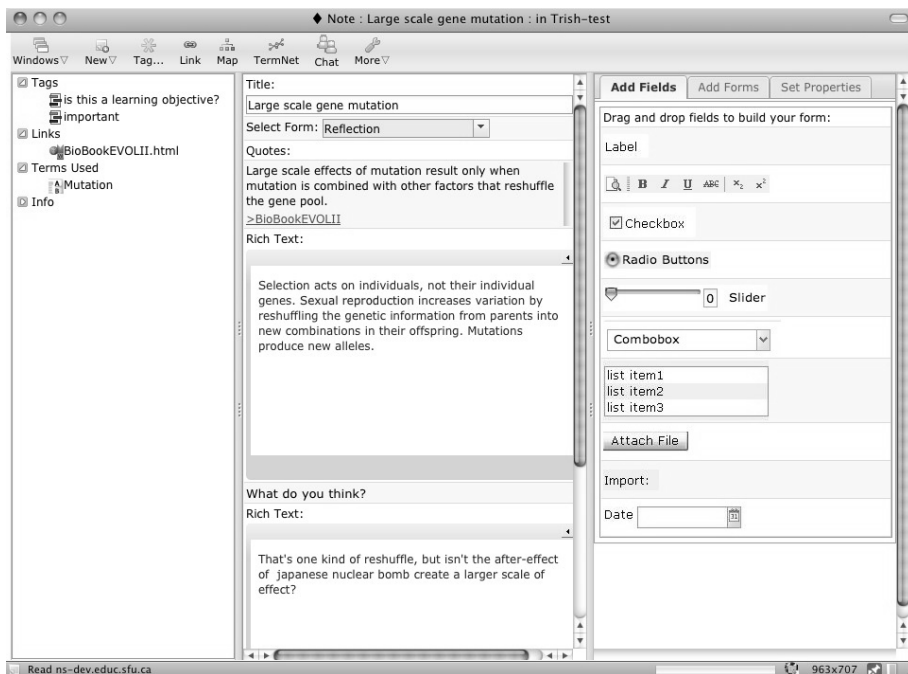 ♦ Note : Large scale gene mutation : in Trish-test
Windows▽ New▽ Tag... Link Map TermNet Chat More▽
Tags
is this a learning objective?
important
Links
BioBookEVOLII.html
Terms Used
Mutation
Info
Title:
Large scale gene mutation
Select Form: Reflection
Quotes:
Large scale effects of mutation result only when
mutation is combined with other factors that reshuffle
the gene pool.
>BioBookEVOLII
Rich Text:
Selection acts on individuals, not their individual
genes. Sexual reproduction increases variation by
reshuffling the genetic information from parents into
new combinations in their offspring. Mutations
produce new alleles.
What do you think?
Rich Text:
That's one kind of reshuffle, but isn't the after-effect
of japanese nuclear bomb create a larger scale of
effect?
Add Fields Add Forms Set Properties
Drag and drop fields to build your form:
Label
B I U ABC x₂ x²
Checkbox
Radio Buttons
0 Slider
Combobox
list item1
list item2
list item3
Attach File
Import:
Date 31
Read ns-dev.educ.sfu.ca 963x707